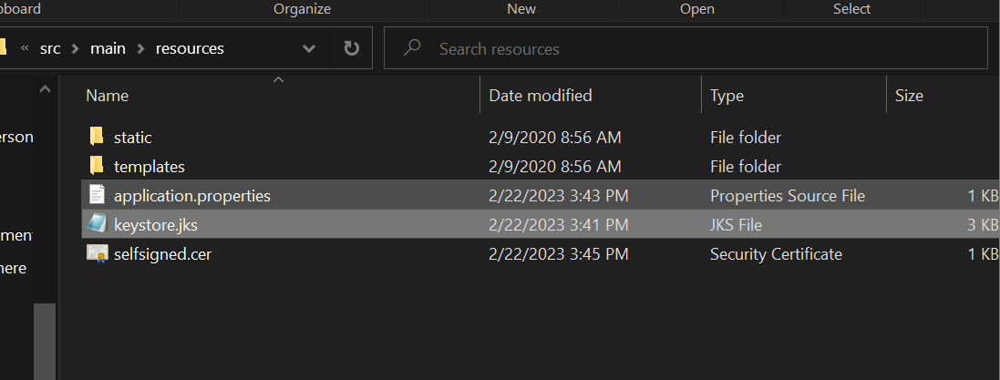 pboard Organize New Open Select
« src > main > resources Search resources
Name Date modified Type Size
erson static 2/9/2020 8:56 AM File folder
templates 2/9/2020 8:56 AM File folder
application.properties 2/22/2023 3:43 PM Properties Source File 1 KB
keystore.jks 2/22/2023 3:41 PM JKS File 3 KB
ment selfsigned.cer 2/22/2023 3:45 PM Security Certificate 1 KB
here